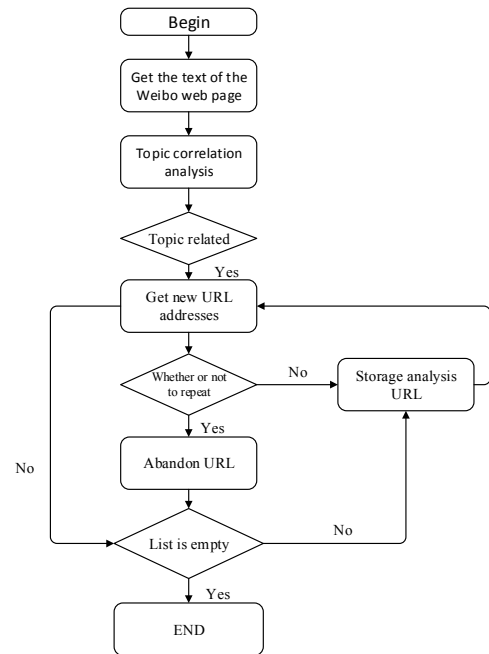 Begin
Get the text of the
Weibo web page
Topic correlation
analysis
Topic related
Yes
Get new URL
addresses
Whether or not
to repeat
No
Storage analysis
URL
Yes
Abandon URL
No
List is empty
No
Yes
END